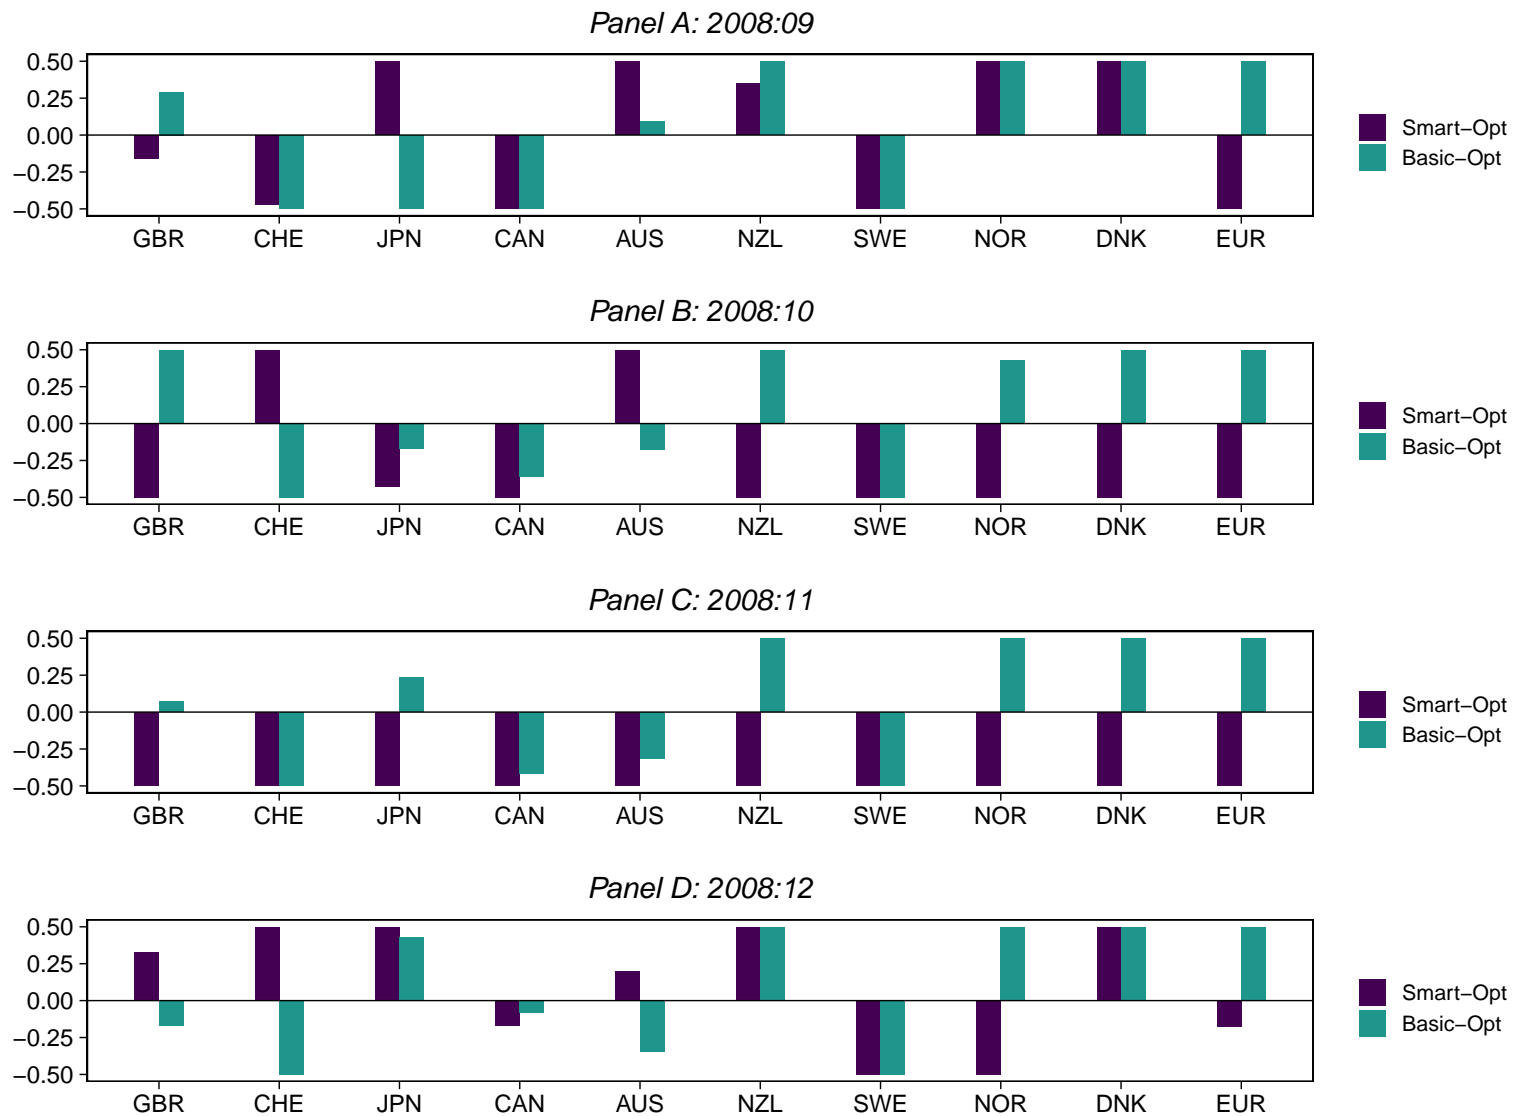 Panel A: 2008:09
0.50
0.25
0.00
−0.25
−0.50
GBR CHE JPN CAN AUS NZL SWE NOR DNK EUR
Smart−Opt
Basic−Opt
Panel B: 2008:10
0.50
0.25
0.00
−0.25
−0.50
GBR CHE JPN CAN AUS NZL SWE NOR DNK EUR
Smart−Opt
Basic−Opt
Panel C: 2008:11
0.50
0.25
0.00
−0.25
−0.50
GBR CHE JPN CAN AUS NZL SWE NOR DNK EUR
Smart−Opt
Basic−Opt
Panel D: 2008:12
0.50
0.25
0.00
−0.25
−0.50
GBR CHE JPN CAN AUS NZL SWE NOR DNK EUR
Smart−Opt
Basic−Opt